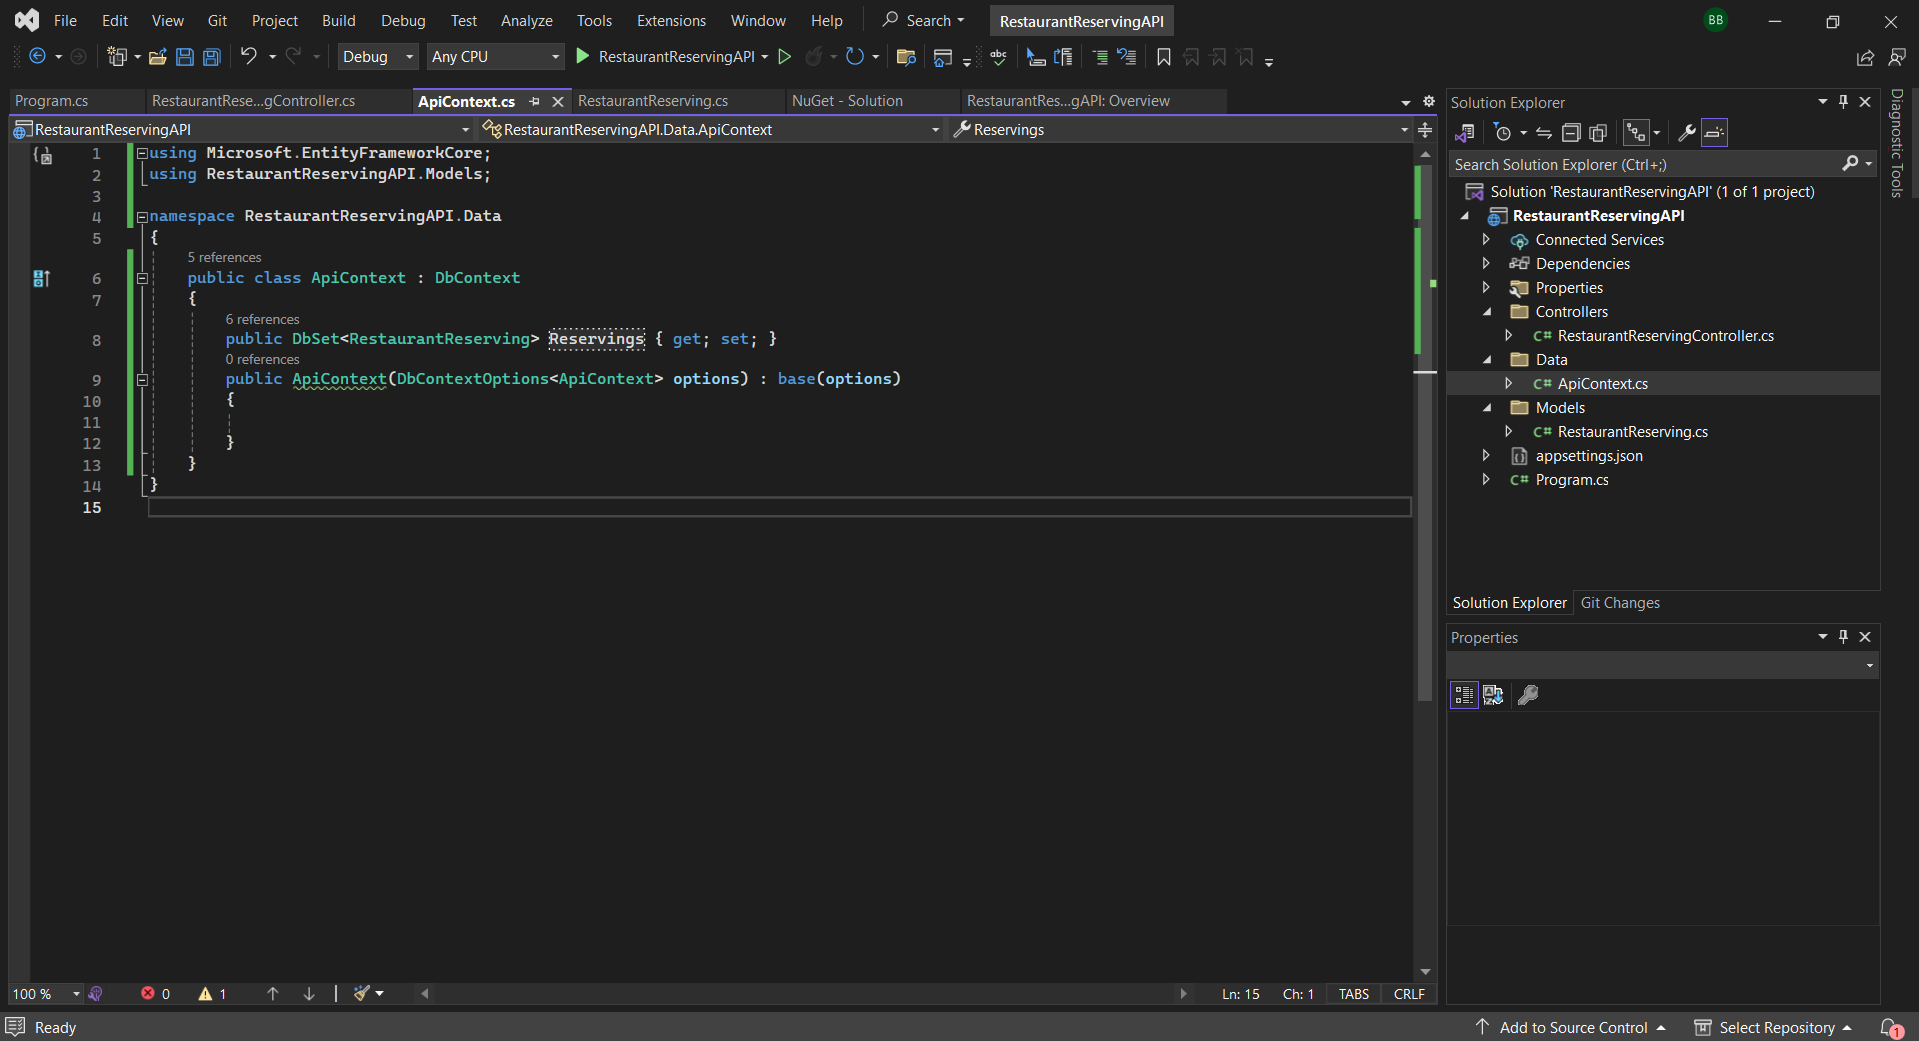 File Edit View Git Project Build Debug Test Analyze Tools Extensions Window Help Search RestaurantReservingAPI BB
Debug Any CPU RestaurantReservingAPI abc
Program.cs RestaurantRese...gController.cs ApiContext.cs RestaurantReserving.cs NuGet - Solution RestaurantRes...gAPI: Overview
RestaurantReservingAPI RestaurantReservingAPI.Data.ApiContext Reservings
1 using Microsoft.EntityFrameworkCore;
2 using RestaurantReservingAPI.Models;
3
4 namespace RestaurantReservingAPI.Data
5 {
5 references
6 public class ApiContext : DbContext
7 {
6 references
8 public DbSet<RestaurantReserving> Reservings { get; set; }
0 references
9 public ApiContext(DbContextOptions<ApiContext> options) : base(options)
10 {
11
12 }
13 }
14 }
15
100 % 0 1 Ln: 15 Ch: 1 TABS CRLF
Solution Explorer
Search Solution Explorer (Ctrl+;)
Solution 'RestaurantReservingAPI' (1 of 1 project)
RestaurantReservingAPI
Connected Services
Dependencies
Properties
Controllers
C# RestaurantReservingController.cs
Data
C# ApiContext.cs
Models
C# RestaurantReserving.cs
appsettings.json
C# Program.cs
Solution Explorer Git Changes
Properties
Diagnostic Tools
Ready Add to Source Control Select Repository 1